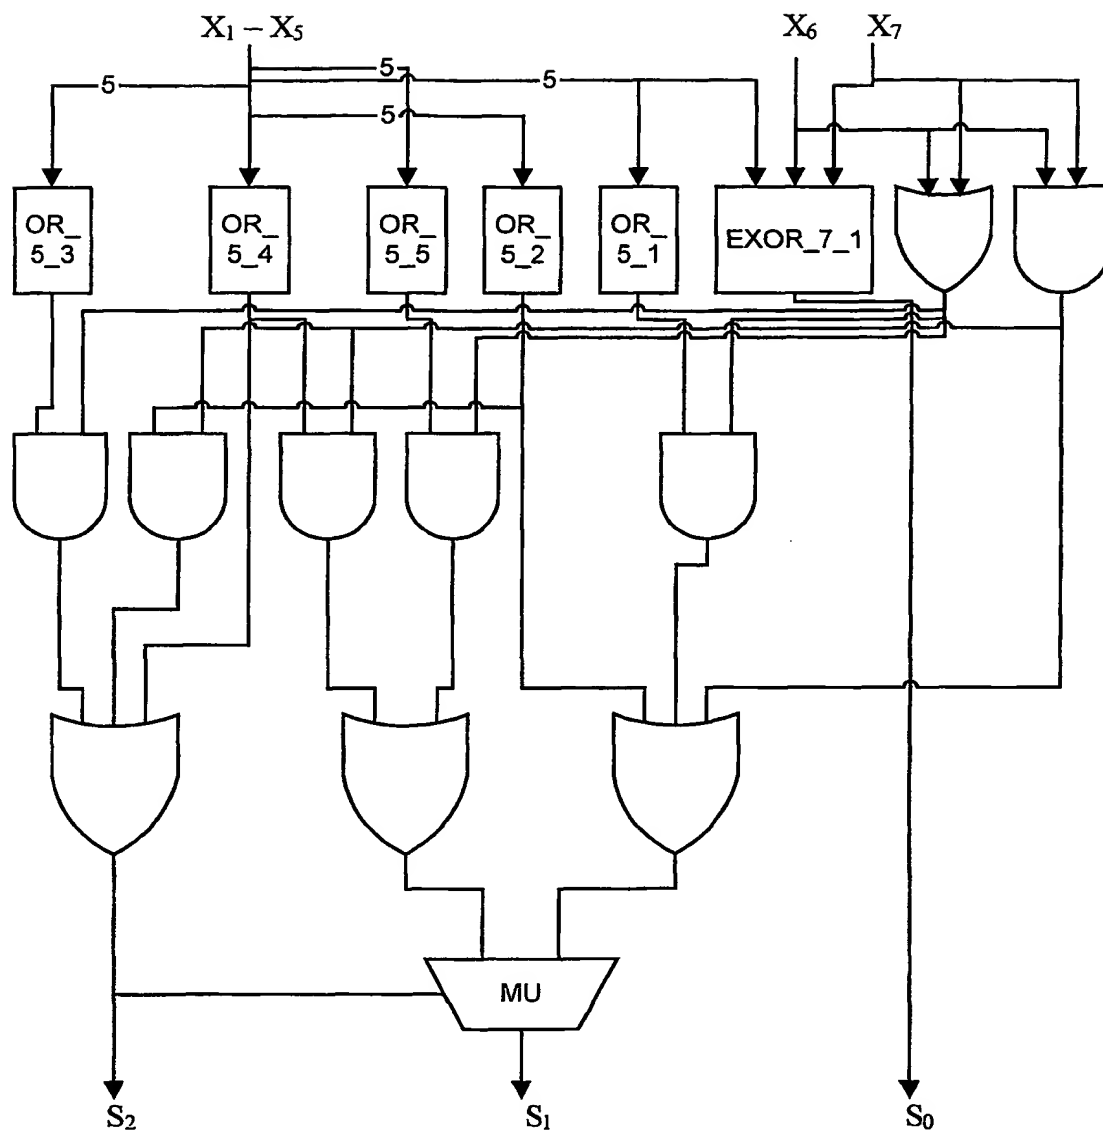 X₁ – X₅
X₆
X₇
5
5
5
5
OR_
5_3
OR_
5_4
OR_
5_5
OR_
5_2
OR_
5_1
EXOR_7_1
MU
S₂
S₁
S₀